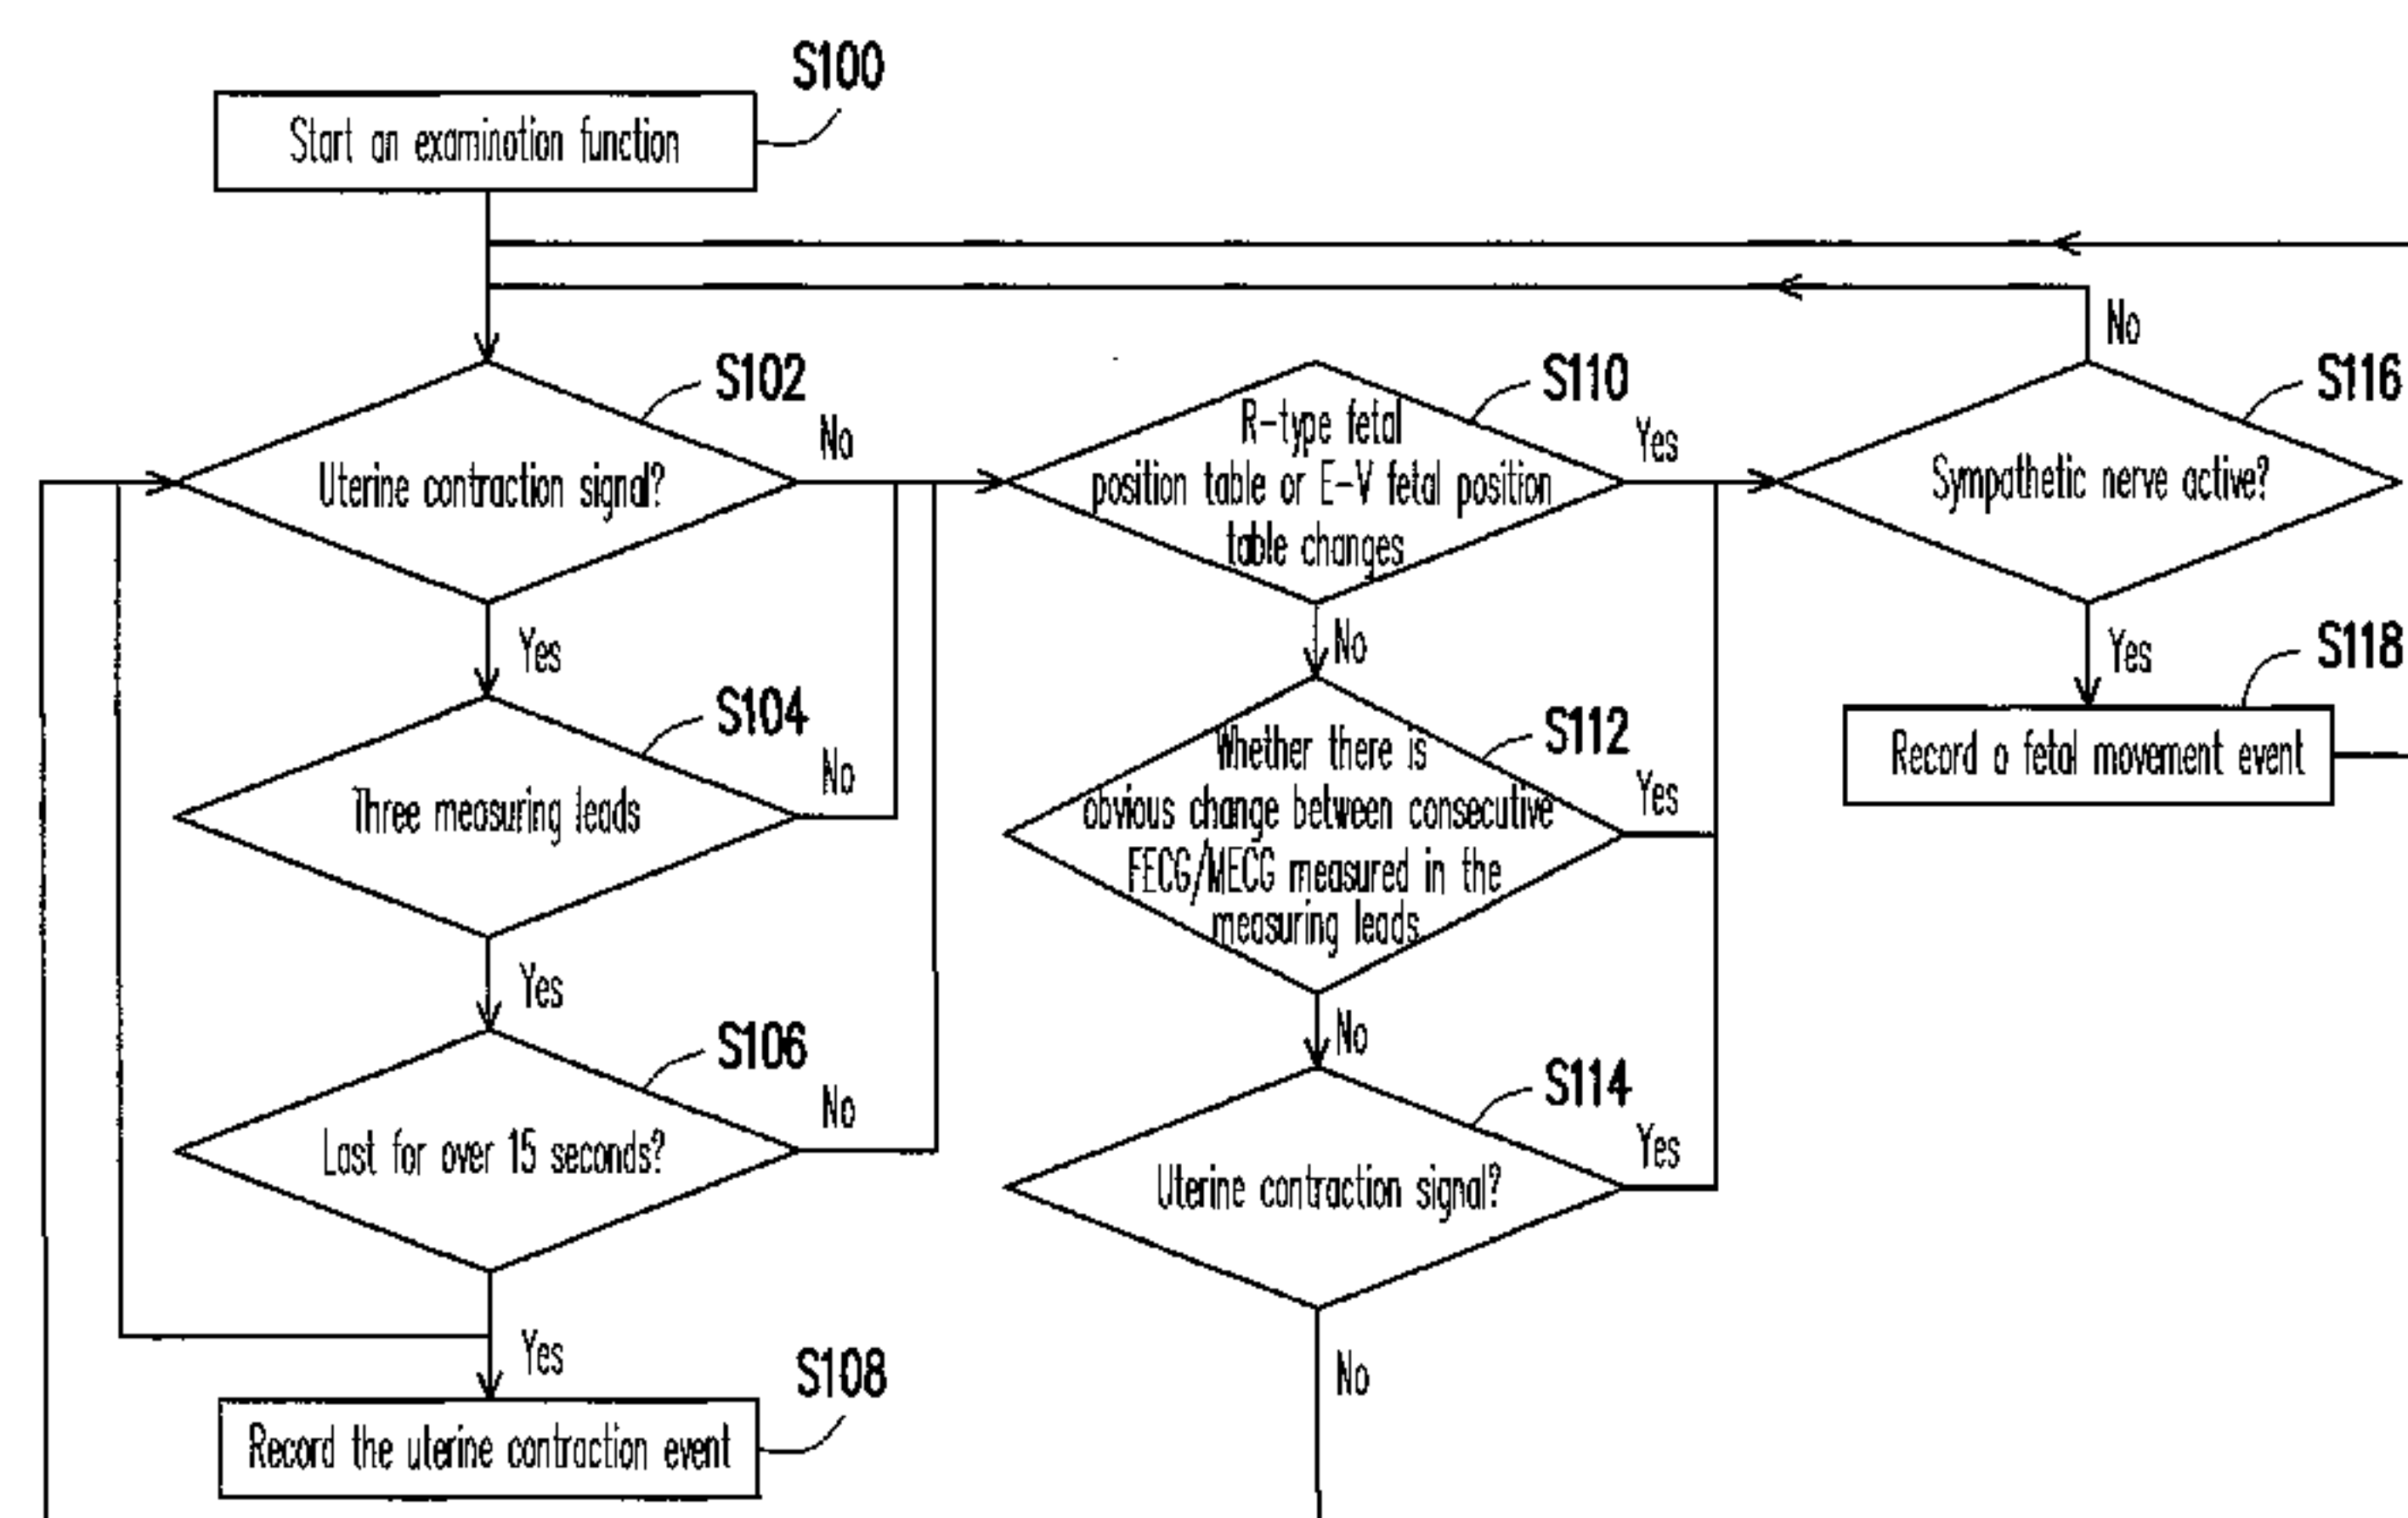 S100
Start an examination function
No
S102
No
Uterine contraction signal?
Yes
S110
R-type fetal
position table or E-V fetal position
table changes
Yes
No
S116
Sympathetic nerve active?
Yes
S118
Record a fetal movement event
S104
Three measuring leads
No
Yes
S112
Whether there is
obvious change between consecutive
FECG/MECG measured in the
measuring leads
Yes
No
S106
Last for over 15 seconds?
No
Yes
S114
Uterine contraction signal?
Yes
No
S108
Record the uterine contraction event